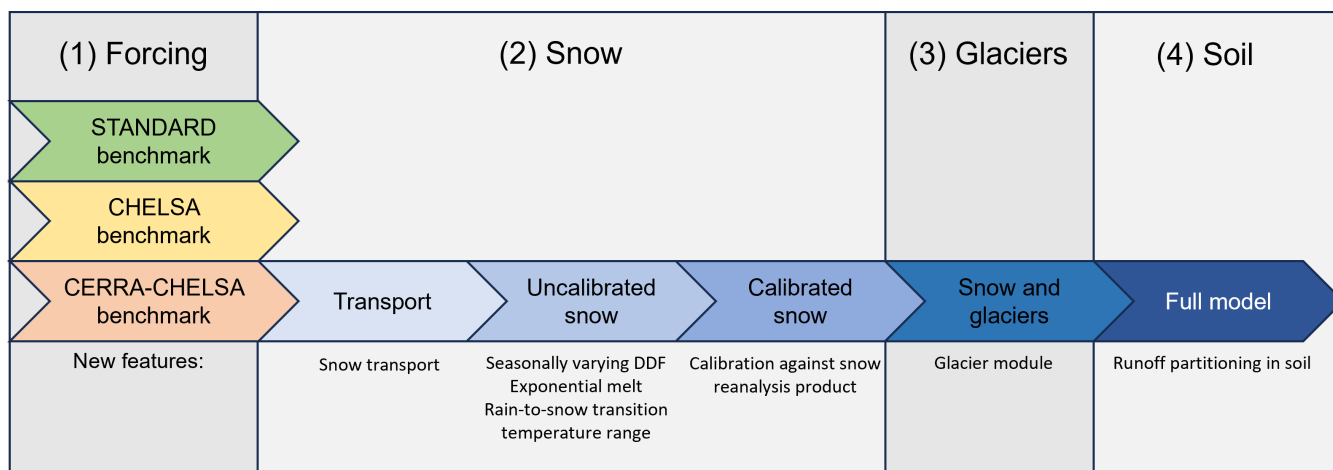 (1) Forcing
(2) Snow
(3) Glaciers
(4) Soil
STANDARD
benchmark
CHELSA
benchmark
CERRA-CHELSA
benchmark
Transport
Uncalibrated
snow
Calibrated
snow
Snow and
glaciers
Full model
New features:
Snow transport
Seasonally varying DDF
Exponential melt
Rain-to-snow transition
temperature range
Calibration against snow
reanalysis product
Glacier module
Runoff partitioning in soil